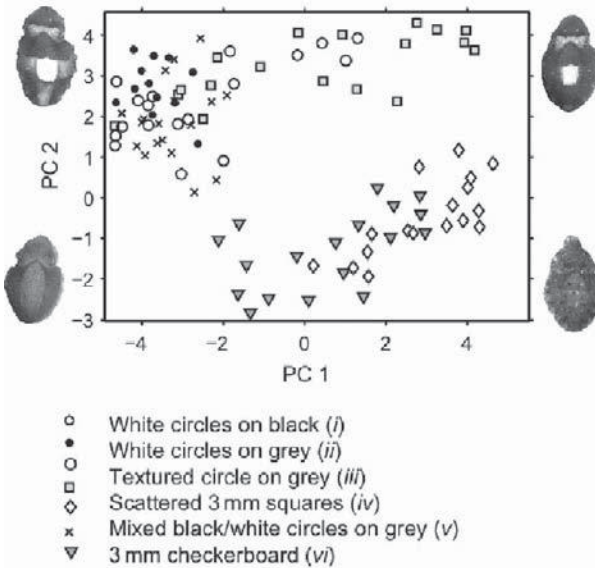 4
3
2
1
0
−1
−2
−3
PC 2
−4 −2 0 2 4
PC 1
White circles on black (i)
White circles on grey (ii)
Textured circle on grey (iii)
Scattered 3 mm squares (iv)
Mixed black/white circles on grey (v)
3 mm checkerboard (vi)